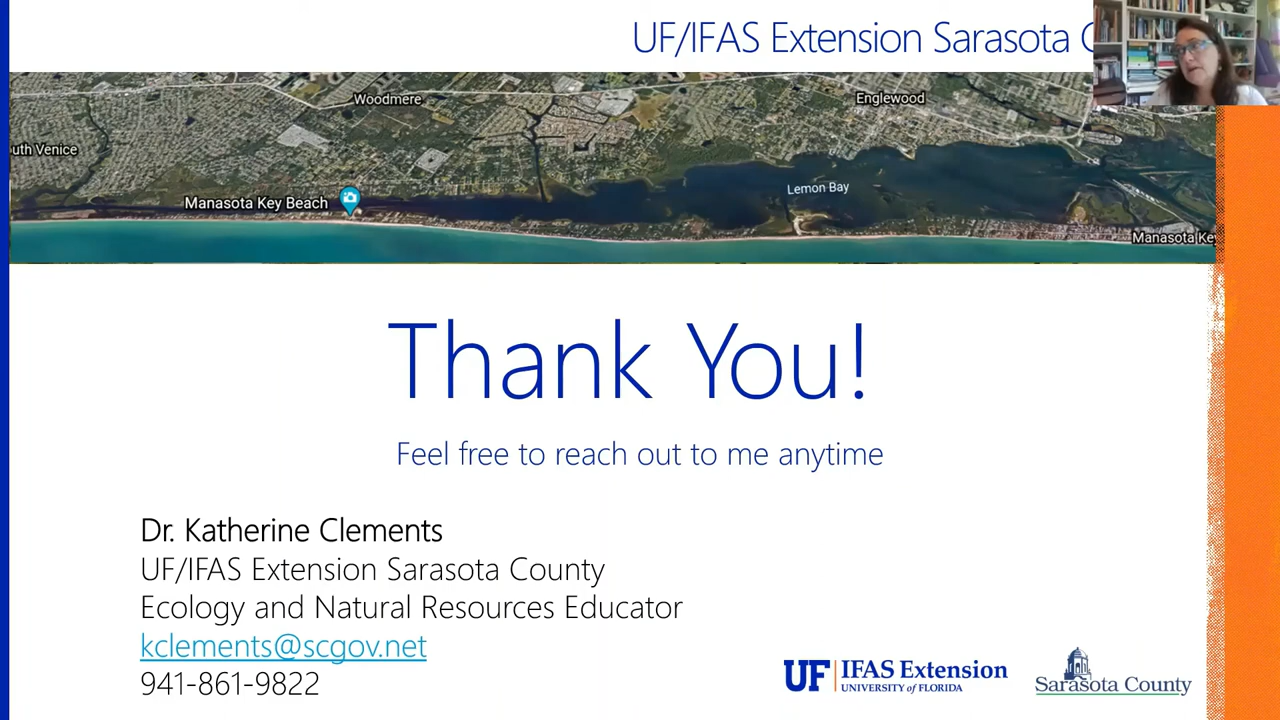 UF/IFAS Extension Sarasota
Woodmere
Englewood
uth Venice
Lemon Bay
Manasota Key Beach
Manasota Key
Thank You!
Feel free to reach out to me anytime
Dr. Katherine Clements
UF/IFAS Extension Sarasota County
Ecology and Natural Resources Educator
kclements@scgov.net
941-861-9822
UF IFAS Extension
UNIVERSITY of FLORIDA
Sarasota County